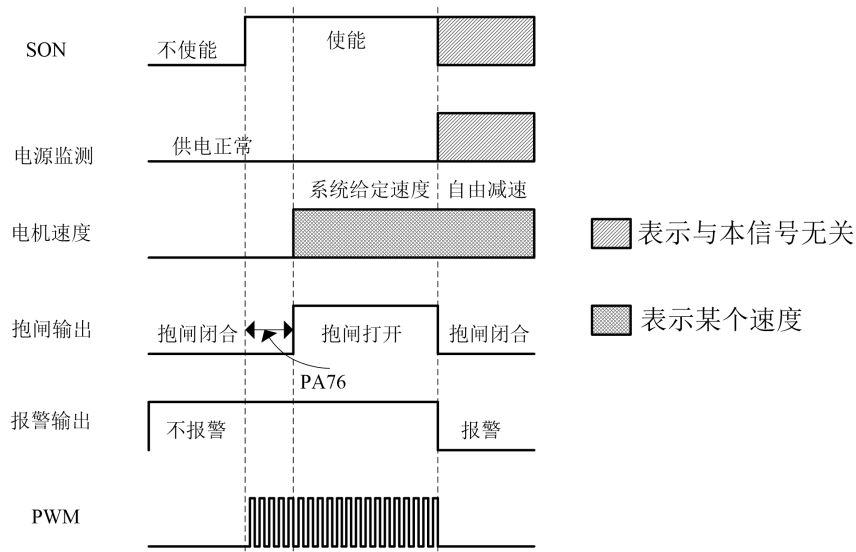 SON
不使能
使能
电源监测
供电正常
系统给定速度
自由减速
电机速度
表示与本信号无关
抱闸输出
抱闸闭合
抱闸打开
抱闸闭合
表示某个速度
PA76
报警输出
不报警
报警
PWM